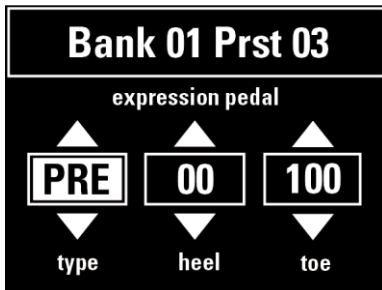 Bank 01 Prst 03
expression pedal
PRE 00 100
type heel toe